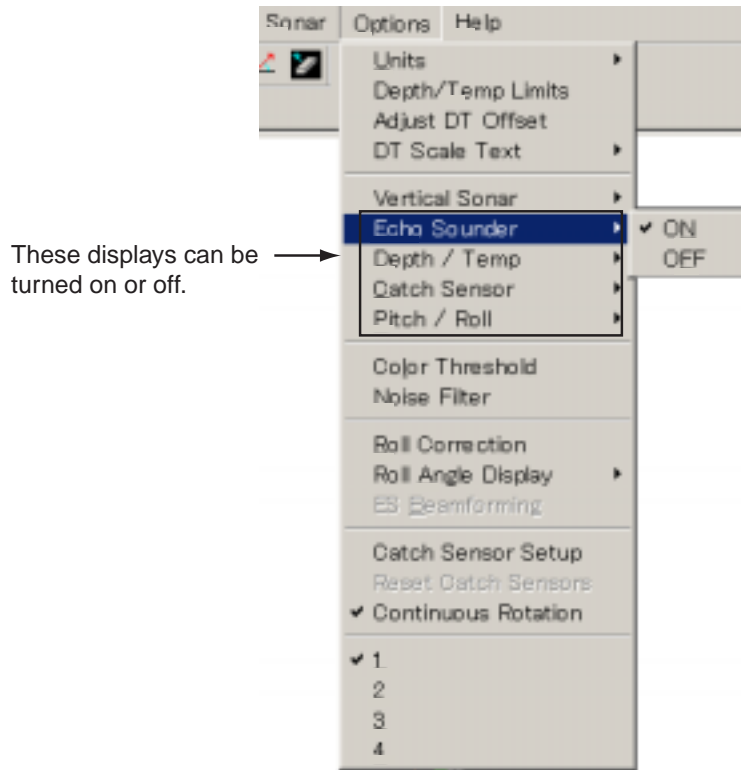 Sonar Options Help
Units
Depth/Temp Limits
Adjust DT Offset
DT Scale Text
Vertical Sonar
Echo Sounder
ON
OFF
Depth / Temp
Catch Sensor
Pitch / Roll
These displays can be
turned on or off.
Color Threshold
Noise Filter
Roll Correction
Roll Angle Display
ES Beamforming
Catch Sensor Setup
Reset Catch Sensors
Continuous Rotation
1
2
3
4